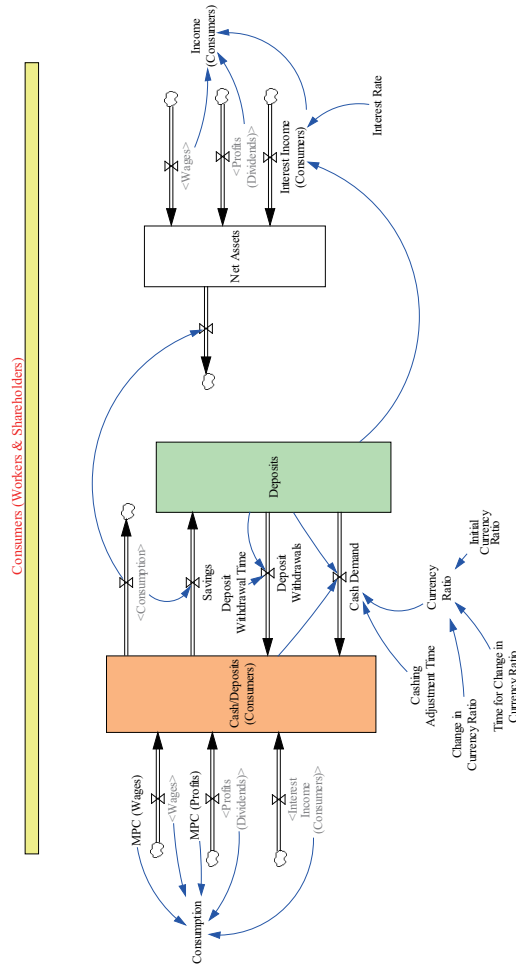 Consumers (Workers & Shareholders)
MPC (Wages)
<Wages>
MPC (Profits)
<Profits
(Dividends)>
<Interest
Income
(Consumers)>
Consumption
Cash/Deposits
(Consumers)
<Consumption>
Savings
Deposit
Withdrawal Time
Deposit
Withdrawals
Cash Demand
Cashing
Adjustment Time
Currency
Ratio
Initial
Currency
Ratio
Change in
Currency Ratio
Time for Change in
Currency Ratio
Deposits
Net Assets
<Wages>
<Profits
(Dividends)>
Interest Income
(Consumers)
Income
(Consumers)
Interest Rate